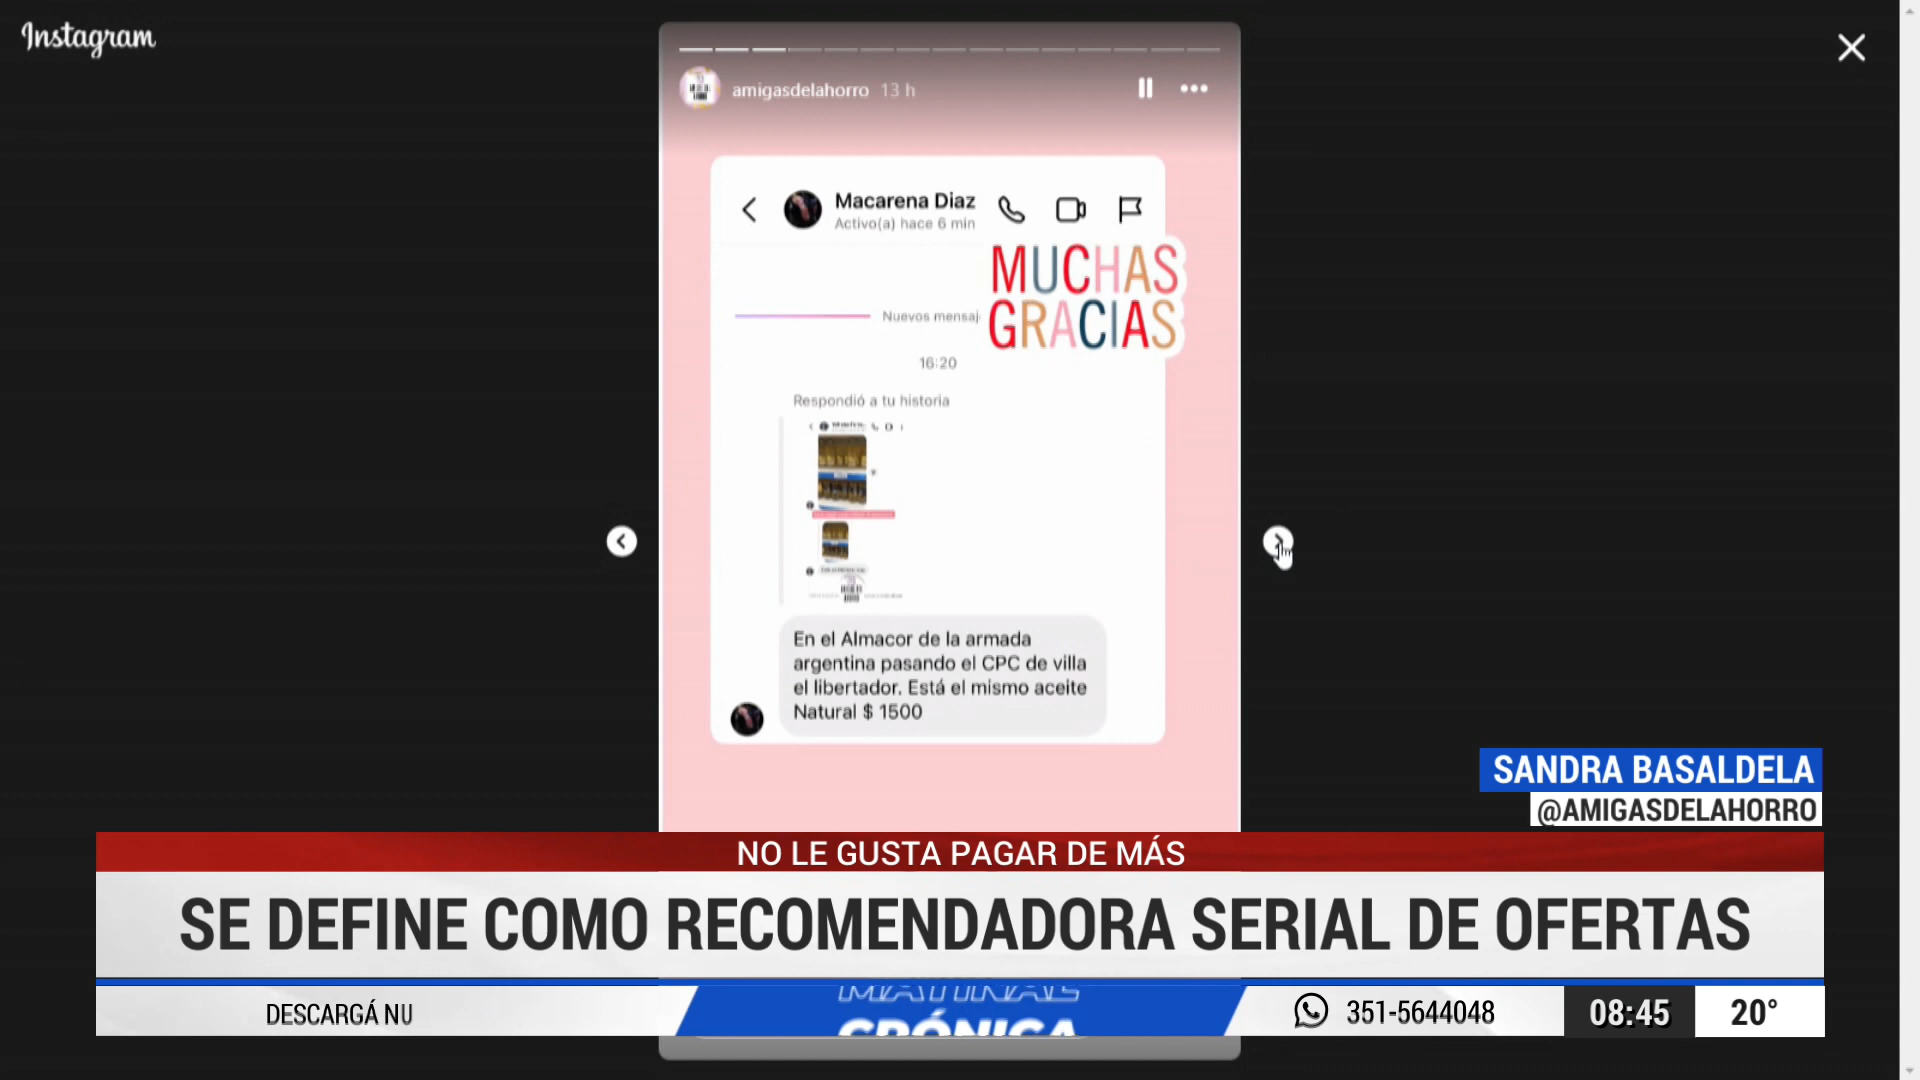 Instagram
amigasdelahorro 13 h
Macarena Diaz
Activo(a) hace 6 min
MUCHAS
GRACIAS
Nuevos mensaj
16:20
Respondió a tu historia
En el Almacor de la armada
argentina pasando el CPC de villa
el libertador. Está el mismo aceite
Natural $ 1500
SANDRA BASALDELA
@AMIGASDELAHORRO
NO LE GUSTA PAGAR DE MÁS
SE DEFINE COMO RECOMENDADORA SERIAL DE OFERTAS
DESCARGÁ NU
MATINAL
CRÓNICA
351-5644048
08:45
20°